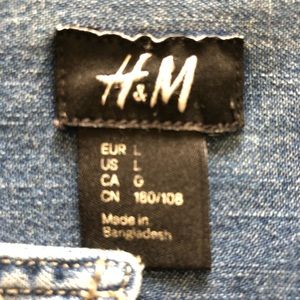 H&M
EUR L
US L
CA G
CN 180/108
Made in
Bangladesh